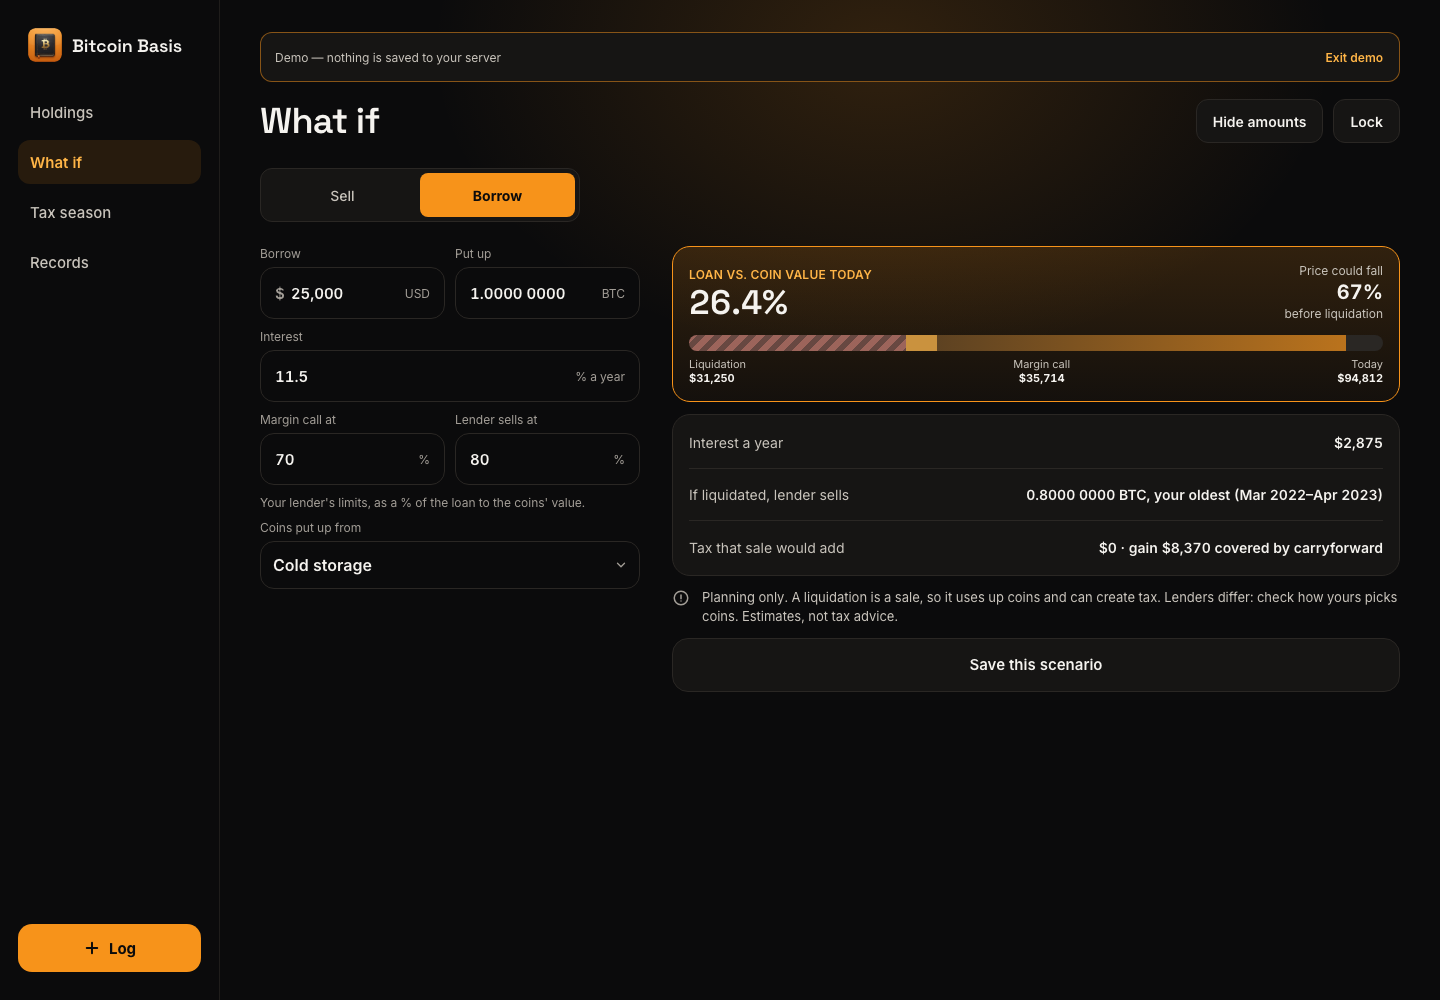 Bitcoin Basis
Holdings
What if
Tax season
Records
+ Log
Demo — nothing is saved to your server
Exit demo
What if
Hide amounts
Lock
Sell
Borrow
Borrow
Put up
$ 25,000 USD
1.0000 0000 BTC
Interest
11.5 % a year
Margin call at
Lender sells at
70 %
80 %
Your lender's limits, as a % of the loan to the coins' value.
Coins put up from
Cold storage
LOAN VS. COIN VALUE TODAY
26.4%
Price could fall
67%
before liquidation
Liquidation
$31,250
Margin call
$35,714
Today
$94,812
Interest a year
$2,875
If liquidated, lender sells
0.8000 0000 BTC, your oldest (Mar 2022–Apr 2023)
Tax that sale would add
$0 · gain $8,370 covered by carryforward
Planning only. A liquidation is a sale, so it uses up coins and can create tax. Lenders differ: check how yours picks
coins. Estimates, not tax advice.
Save this scenario